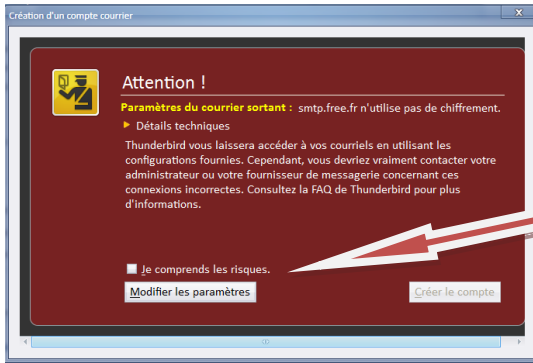 Création d'un compte courrier
x
Attention !
Paramètres du courrier sortant : smtp.free.fr n'utilise pas de chiffrement.
Détails techniques
Thunderbird vous laissera accéder à vos courriels en utilisant les
configurations fournies. Cependant, vous devriez vraiment contacter votre
administrateur ou votre fournisseur de messagerie concernant ces
connexions incorrectes. Consultez la FAQ de Thunderbird pour plus
d'informations.
Je comprends les risques.
Modifier les paramètres
Créer le compte